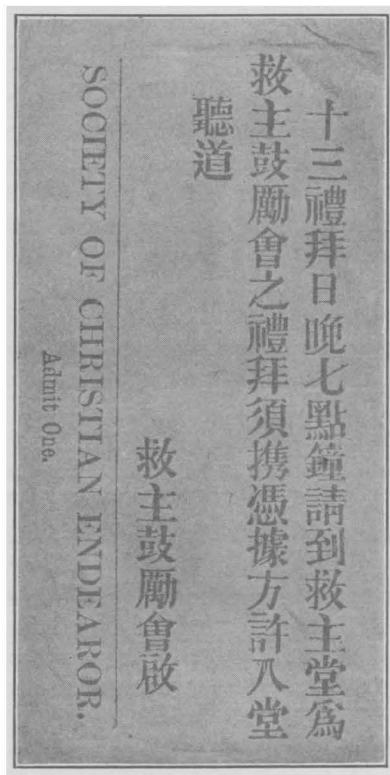 十三禮拜日晚七點鐘請到救主堂爲
救主鼓勵會之禮拜須携憑據方許入堂
聽道
救主鼓勵會啟
SOCIETY OF CHRISTIAN ENDEAROR.
Admit One.